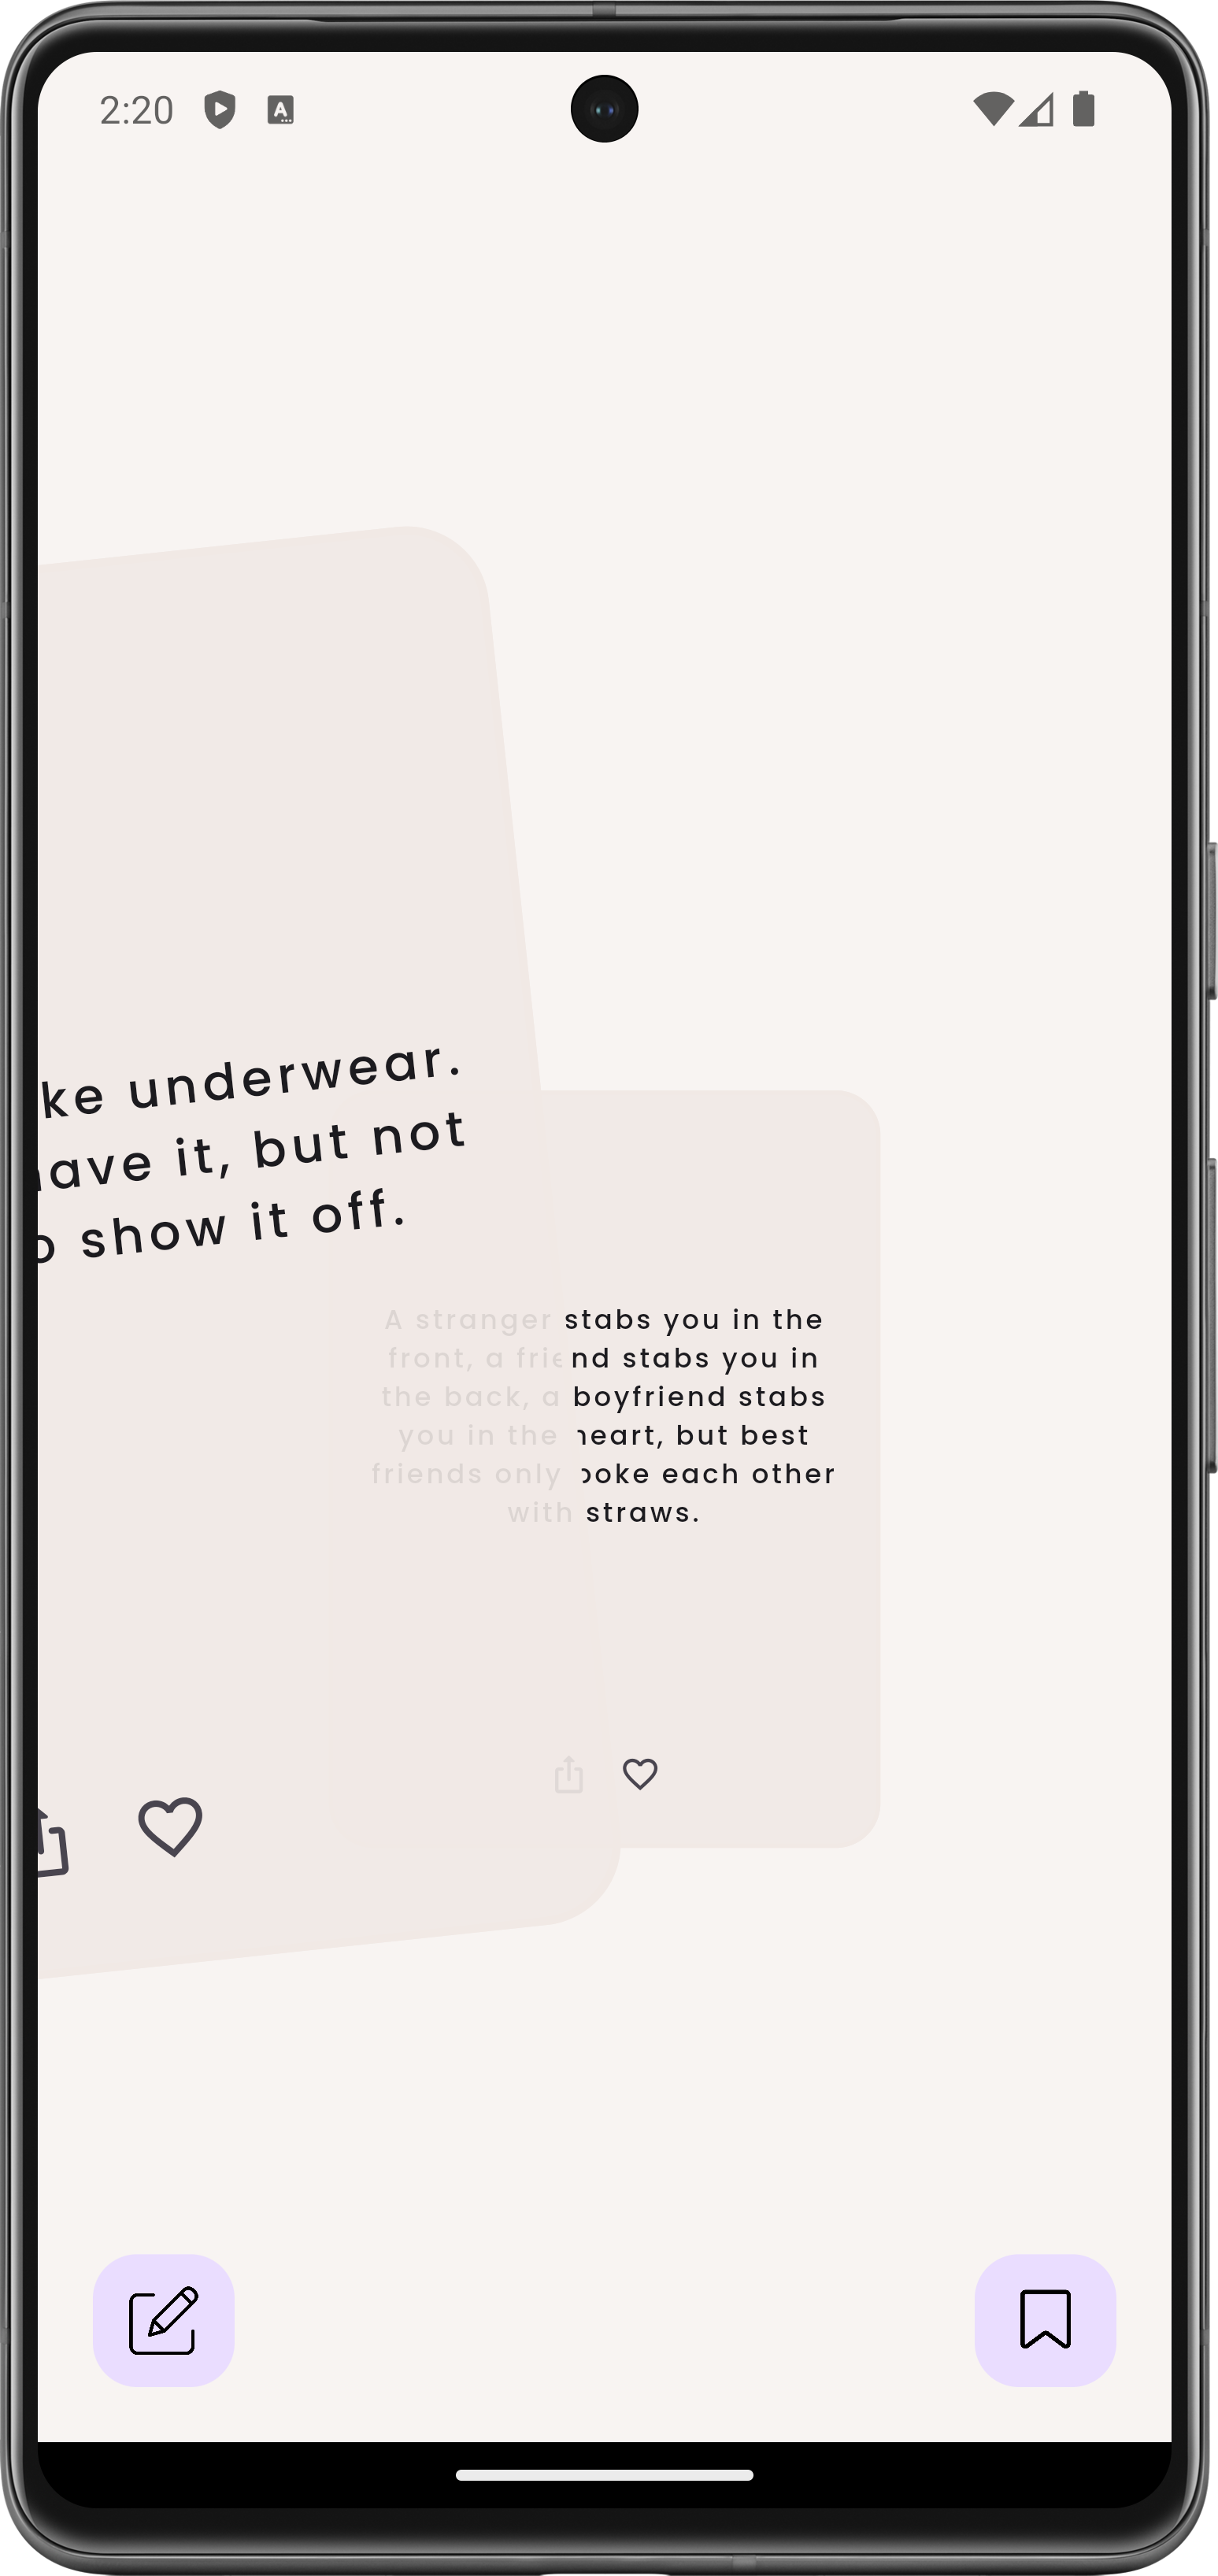 2:20
ke underwear.
ave it, but not
o show it off.
A stranger stabs you in the
front, a friend stabs you in
the back, a boyfriend stabs
you in the heart, but best
friends only poke each other
with straws.